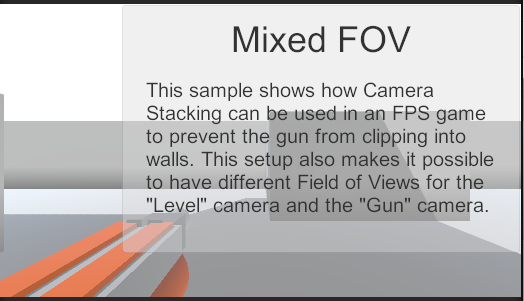 Mixed FOV
This sample shows how Camera
Stacking can be used in an FPS game
to prevent the gun from clipping into
walls. This setup also makes it possible
to have different Field of Views for the
"Level" camera and the "Gun" camera.